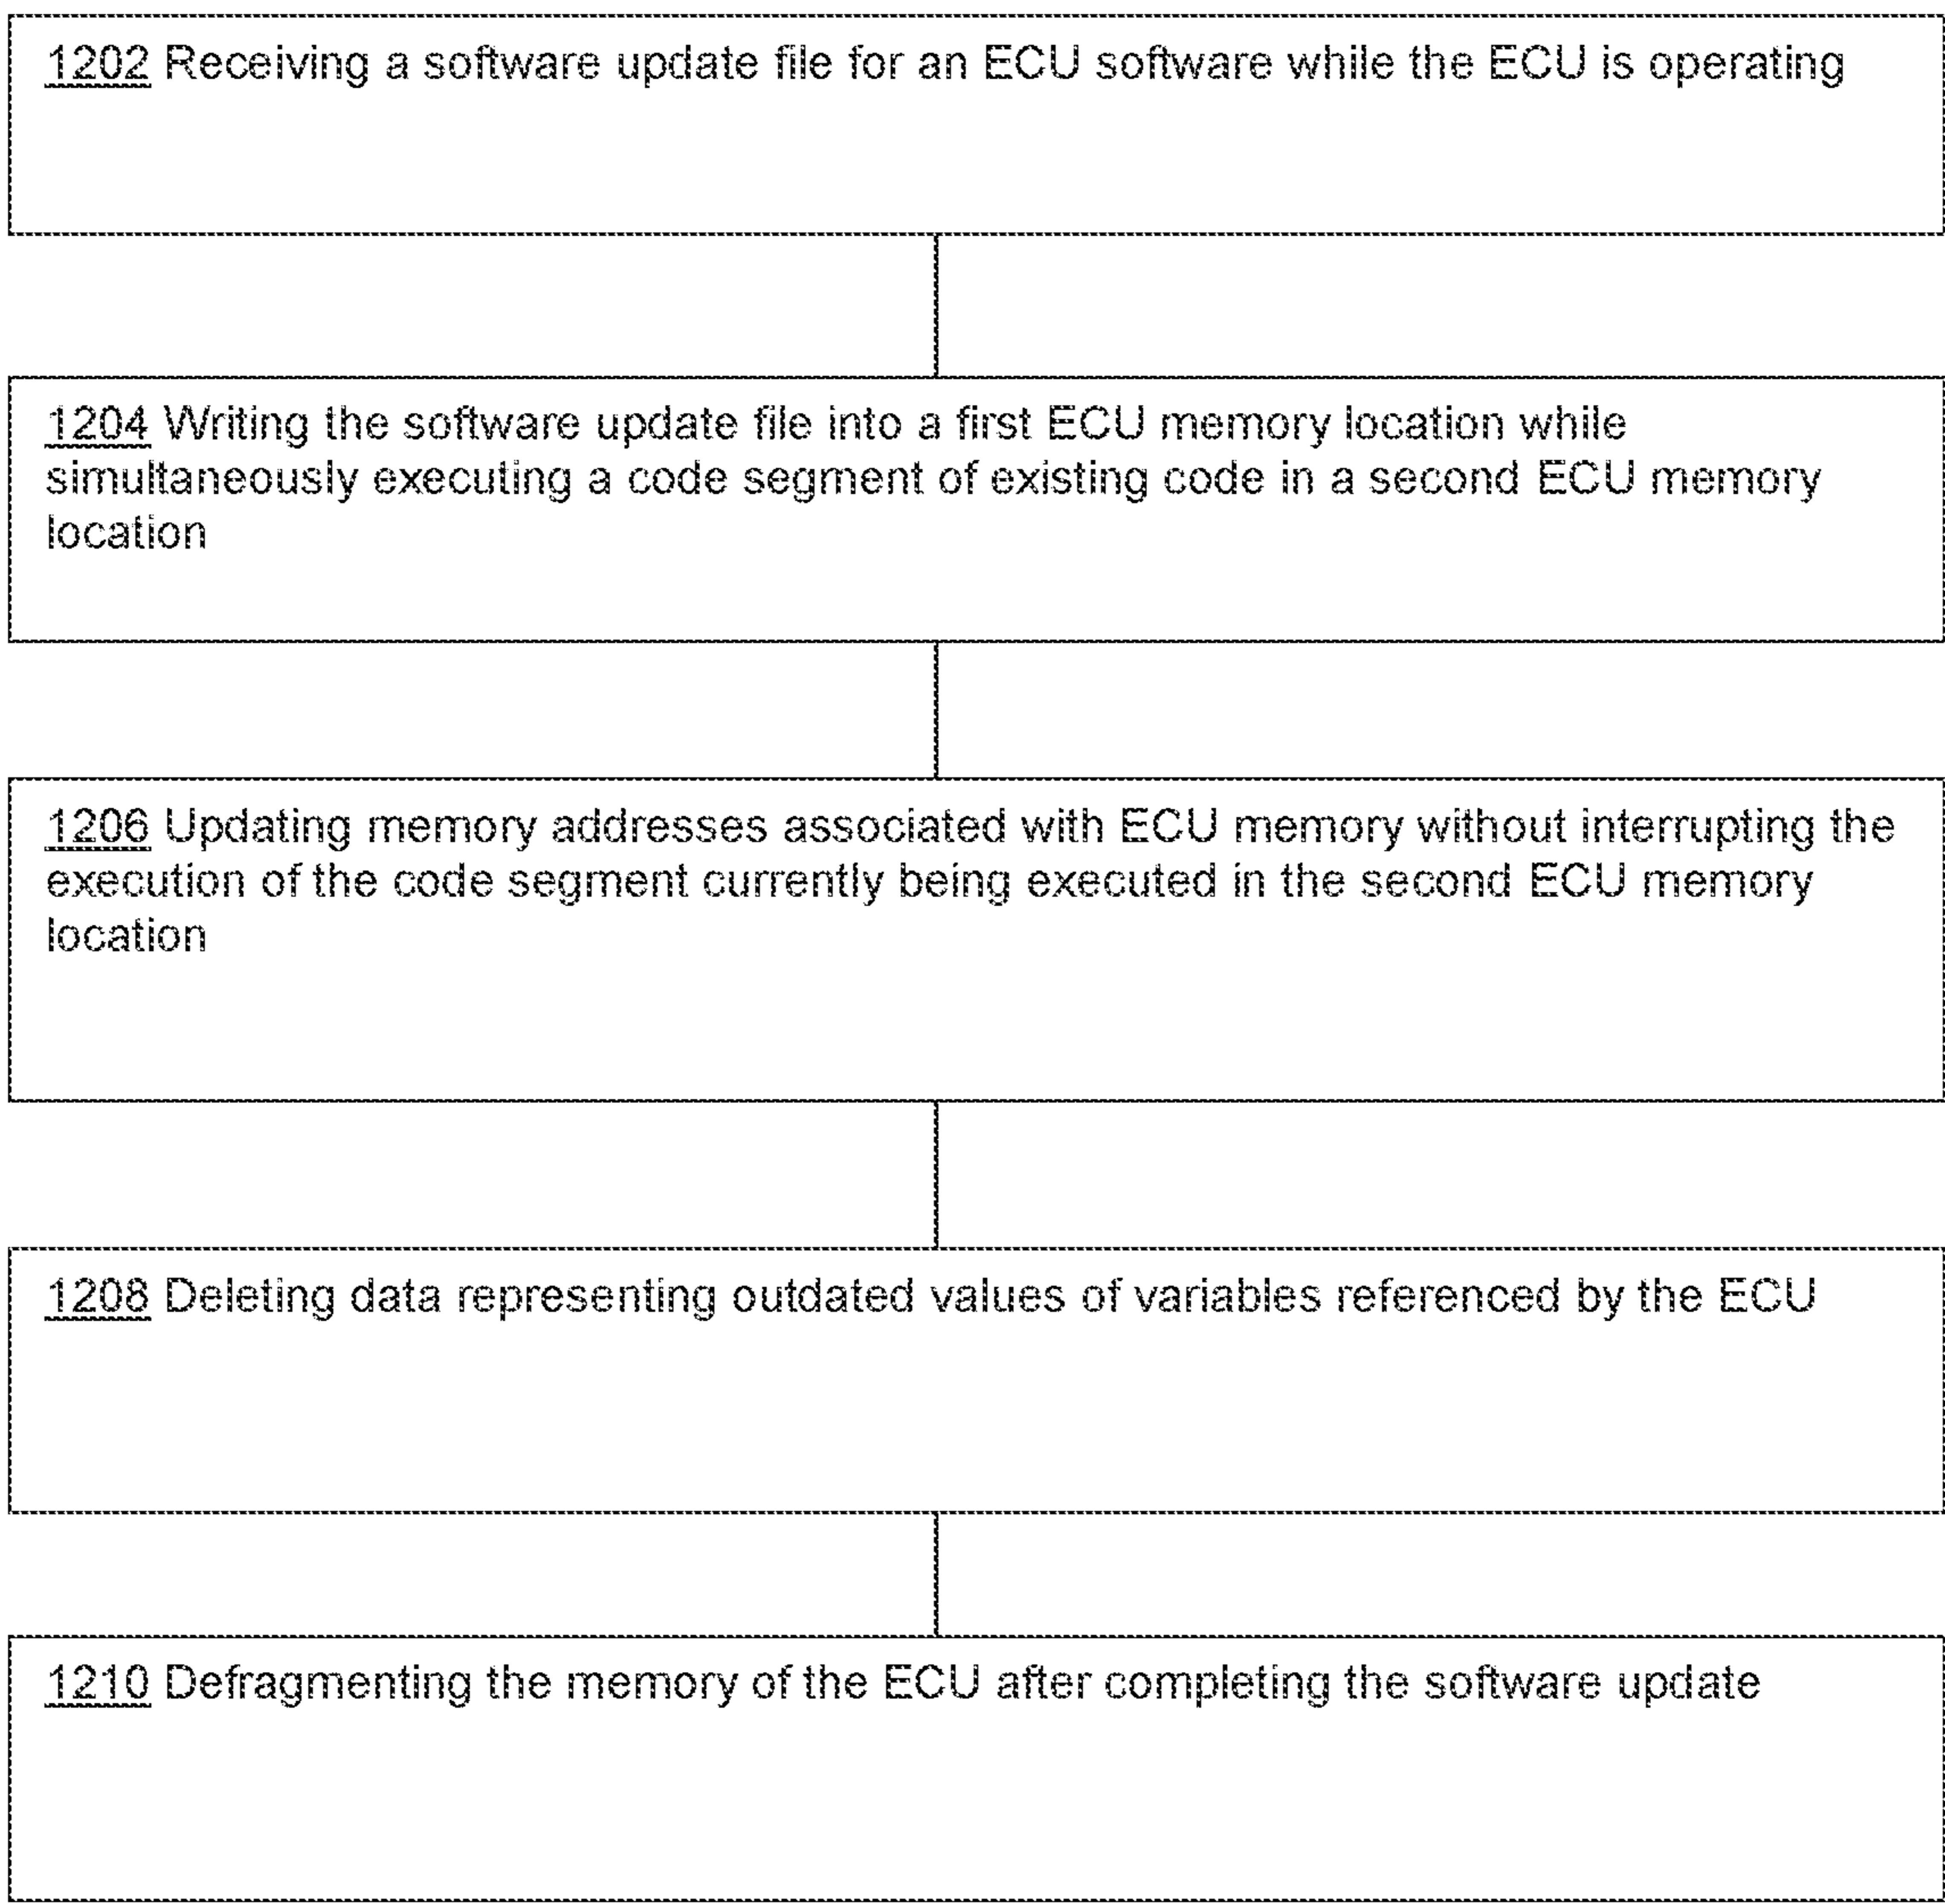 1202 Receiving a software update file for an ECU software while the ECU is operating
1204 Writing the software update file into a first ECU memory location while
simultaneously executing a code segment of existing code in a second ECU memory
location
1206 Updating memory addresses associated with ECU memory without interrupting the
execution of the code segment currently being executed in the second ECU memory
location
1208 Deleting data representing outdated values of variables referenced by the ECU
1210 Defragmenting the memory of the ECU after completing the software update